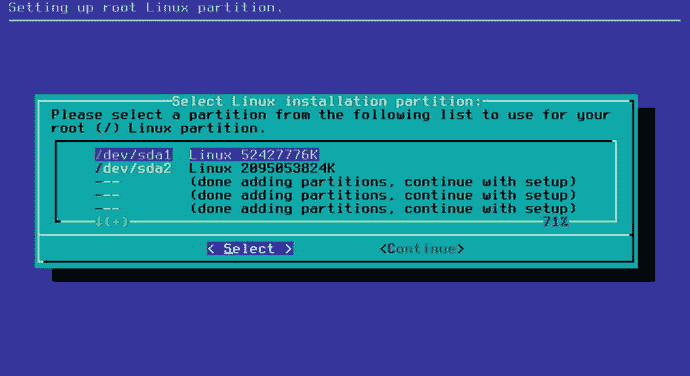 Setting up root Linux partition.
Select Linux installation partition:
Please select a partition from the following list to use for your
root (/) Linux partition.
/dev/sda1 Linux 52427776K
/dev/sda2 Linux 2095053824K
--- (done adding partitions, continue with setup)
--- (done adding partitions, continue with setup)
--- (done adding partitions, continue with setup)
↓(+) 71%
< Select > <Continue>